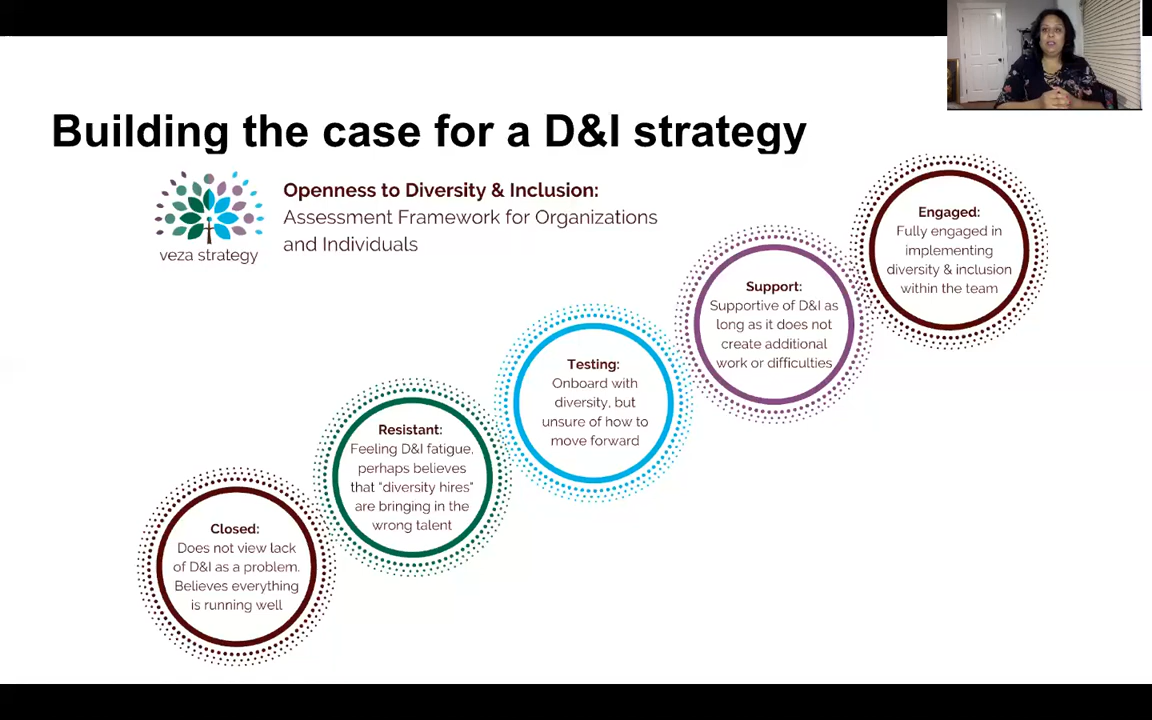 Building the case for a D&I strategy
veza strategy
Openness to Diversity & Inclusion:
Assessment Framework for Organizations
and Individuals
Closed:
Does not view lack
of D&I as a problem.
Believes everything
is running well
Resistant:
Feeling D&I fatigue,
perhaps believes
that "diversity hires"
are bringing in the
wrong talent
Testing:
Onboard with
diversity, but
unsure of how to
move forward
Support:
Supportive of D&I as
long as it does not
create additional
work or difficulties
Engaged:
Fully engaged in
implementing
diversity & inclusion
within the team